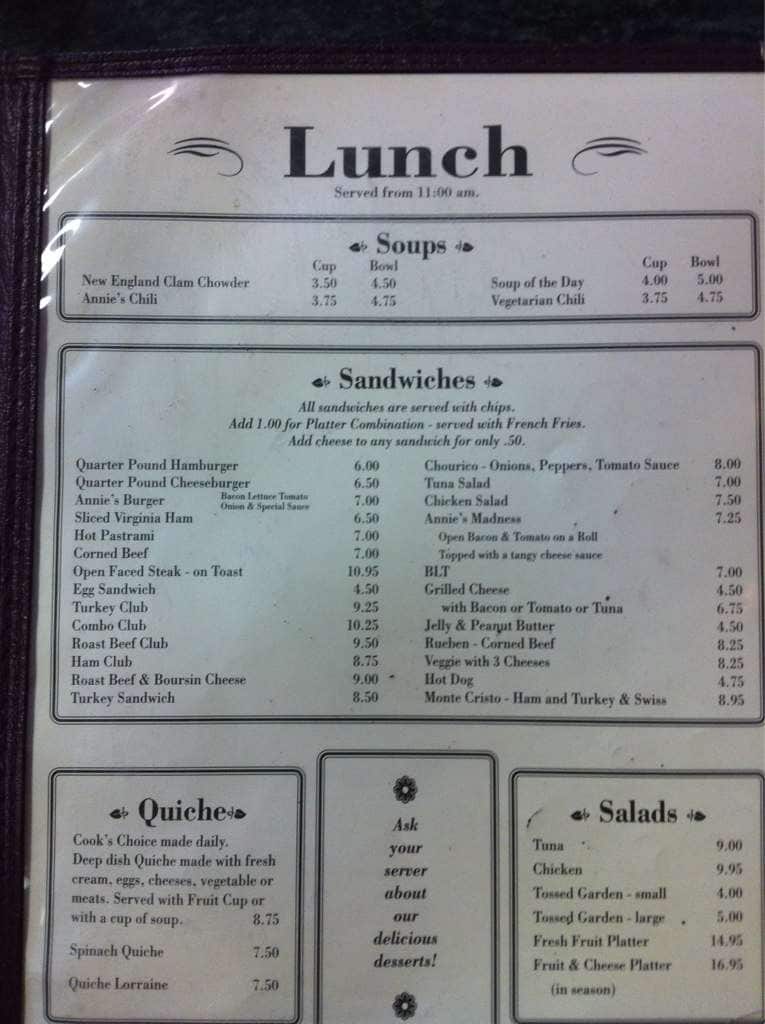 Lunch
Served from 11:00 am.
Soups
Cup Bowl
New England Clam Chowder 3.50 4.50
Annie's Chili 3.75 4.75
Cup Bowl
Soup of the Day 4.00 5.00
Vegetarian Chili 3.75 4.75
Sandwiches
All sandwiches are served with chips.
Add 1.00 for Platter Combination - served with French Fries.
Add cheese to any sandwich for only .50.
Quarter Pound Hamburger 6.00
Quarter Pound Cheeseburger 6.50
Annie's Burger Bacon Lettuce Tomato 7.00
Onion & Special Sauce
Sliced Virginia Ham 6.50
Hot Pastrami 7.00
Corned Beef 7.00
Open Faced Steak - on Toast 10.95
Egg Sandwich 4.50
Turkey Club 9.25
Combo Club 10.25
Roast Beef Club 9.50
Ham Club 8.75
Roast Beef & Boursin Cheese 9.00
Turkey Sandwich 8.50
Chourico - Onions, Peppers, Tomato Sauce 8.00
Tuna Salad 7.00
Chicken Salad 7.50
Annie's Madness 7.25
Open Bacon & Tomato on a Roll
Topped with a tangy cheese sauce
BLT 7.00
Grilled Cheese 4.50
with Bacon or Tomato or Tuna 6.75
Jelly & Peanut Butter 4.50
Rueben - Corned Beef 8.25
Veggie with 3 Cheeses 8.25
Hot Dog 4.75
Monte Cristo - Ham and Turkey & Swiss 8.95
Quiche
Cook's Choice made daily.
Deep dish Quiche made with fresh
cream, eggs, cheeses, vegetable or
meats. Served with Fruit Cup or
with a cup of soup. 8.75
Spinach Quiche 7.50
Quiche Lorraine 7.50
Ask
your
server
about
our
delicious
desserts!
Salads
Tuna 9.00
Chicken 9.95
Tossed Garden - small 4.00
Tossed Garden - large 5.00
Fresh Fruit Platter 14.95
Fruit & Cheese Platter 16.95
(in season)